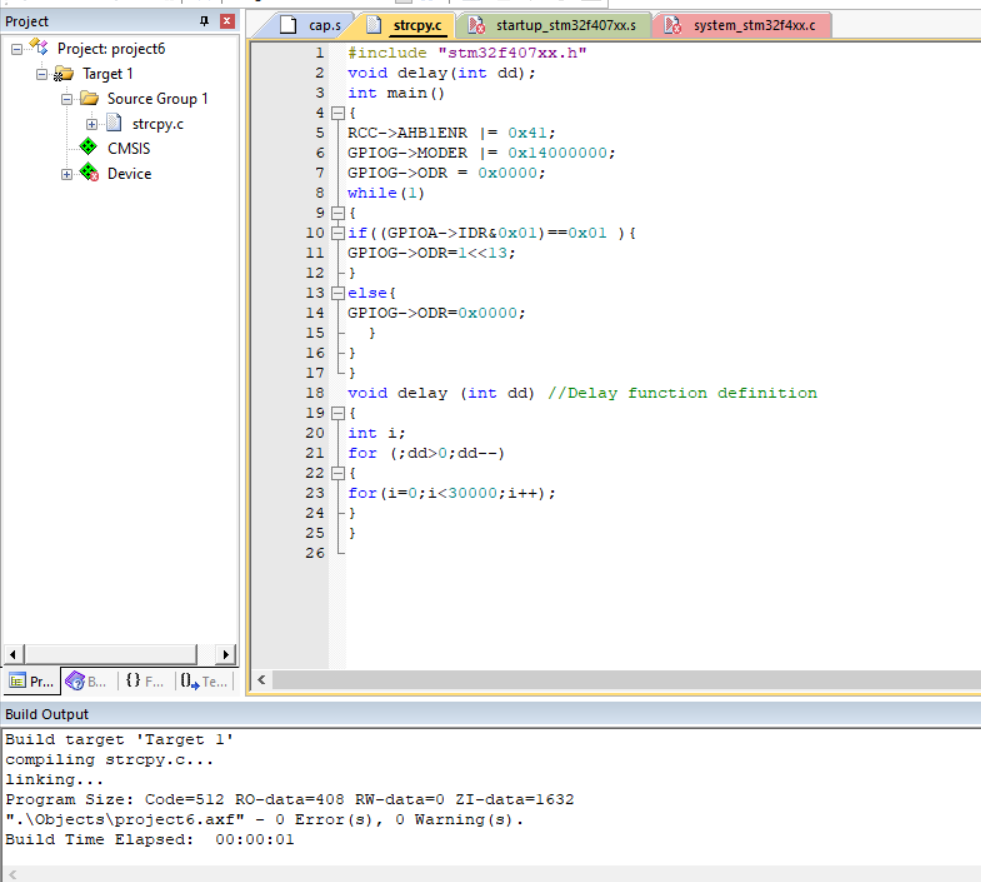 Project
Project: project6
Target 1
Source Group 1
strcpy.c
CMSIS
Device
Pr...
B...
{} F...
Te...
cap.s
strcpy.c
startup_stm32f407xx.s
system_stm32f4xx.c
1 #include "stm32f407xx.h"
2 void delay(int dd);
3 int main()
4 {
5 RCC->AHB1ENR |= 0x41;
6 GPIOG->MODER |= 0x14000000;
7 GPIOG->ODR = 0x0000;
8 while(1)
9 {
10 if((GPIOA->IDR&0x01)==0x01 ){
11 GPIOG->ODR=1<<13;
12 }
13 else{
14 GPIOG->ODR=0x0000;
15 }
16 }
17 }
18 void delay (int dd) //Delay function definition
19 {
20 int i;
21 for (;dd>0;dd--)
22 {
23 for(i=0;i<30000;i++);
24 }
25 }
26
Build Output
Build target 'Target 1'
compiling strcpy.c...
linking...
Program Size: Code=512 RO-data=408 RW-data=0 ZI-data=1632
".\Objects\project6.axf" - 0 Error(s), 0 Warning(s).
Build Time Elapsed:  00:00:01